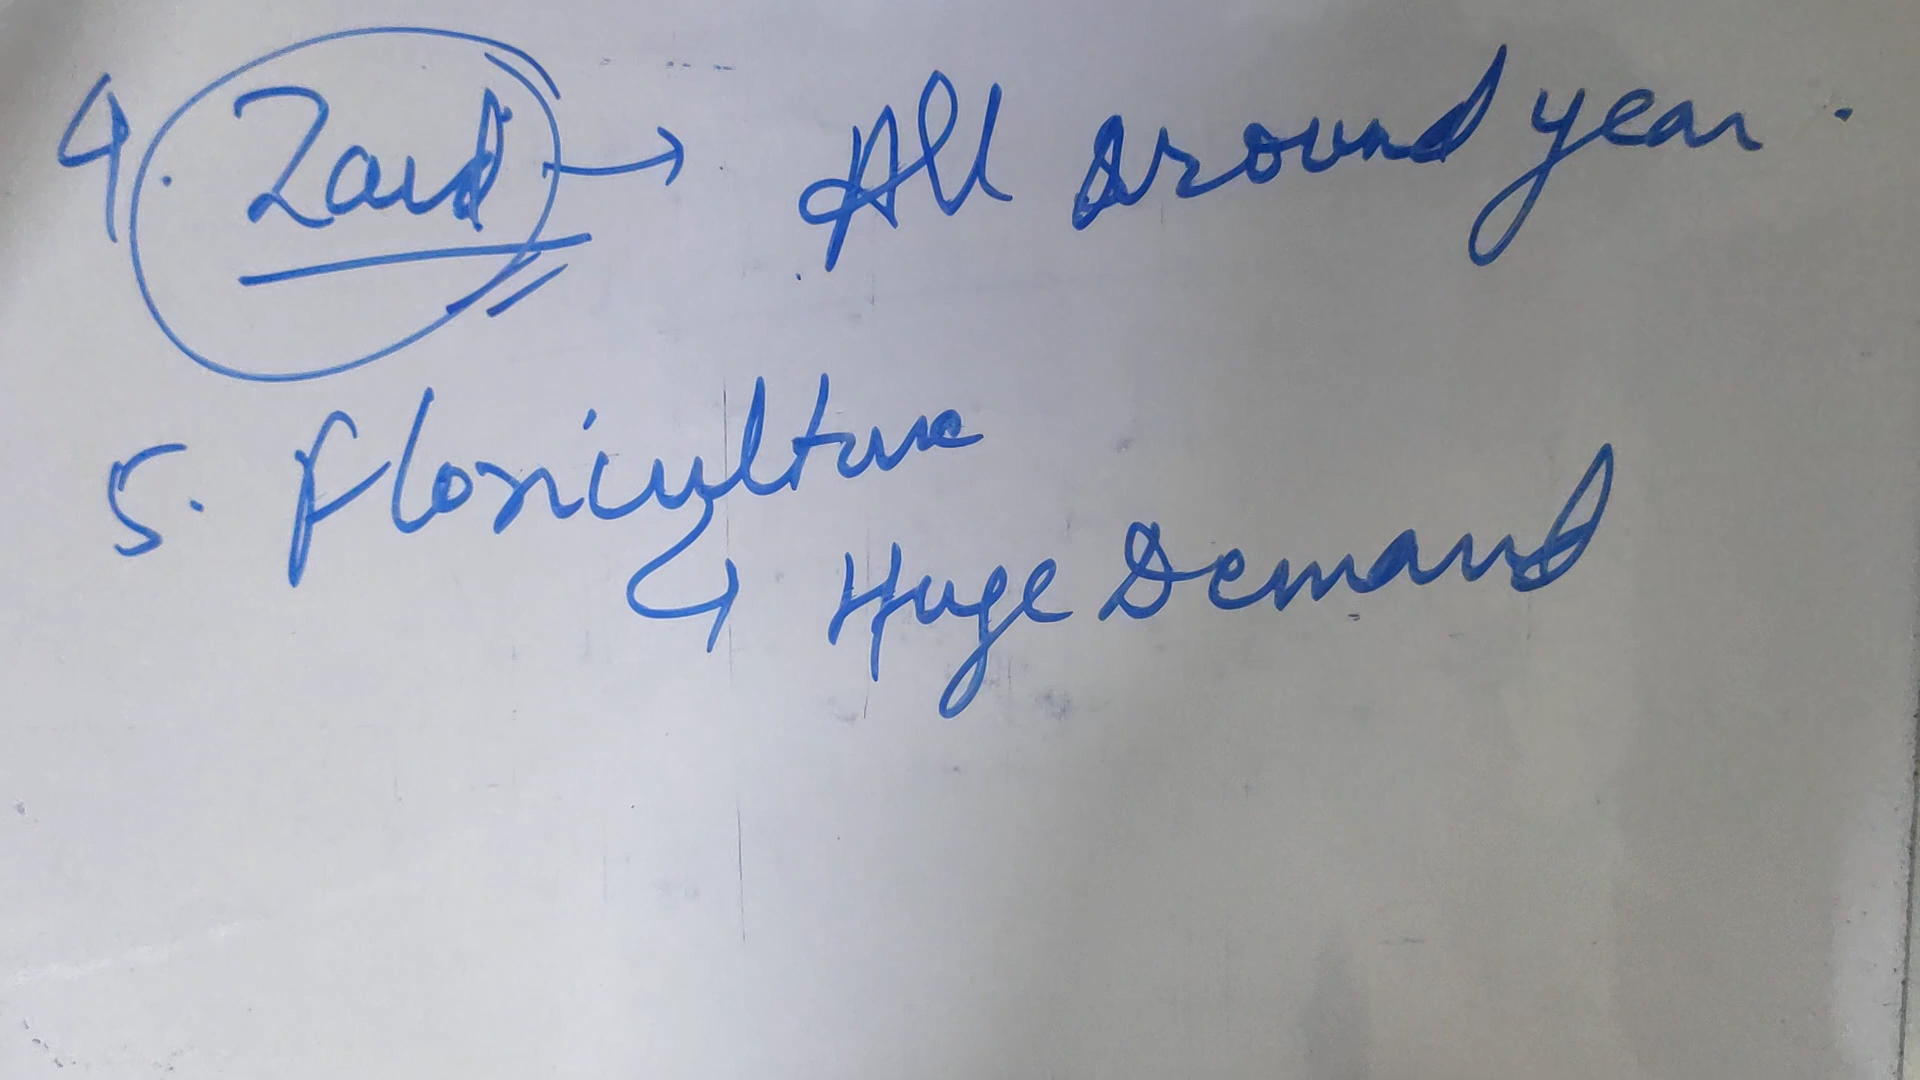 4. Zaid → All around year.
5. Floriculture
↳ Huge Demand